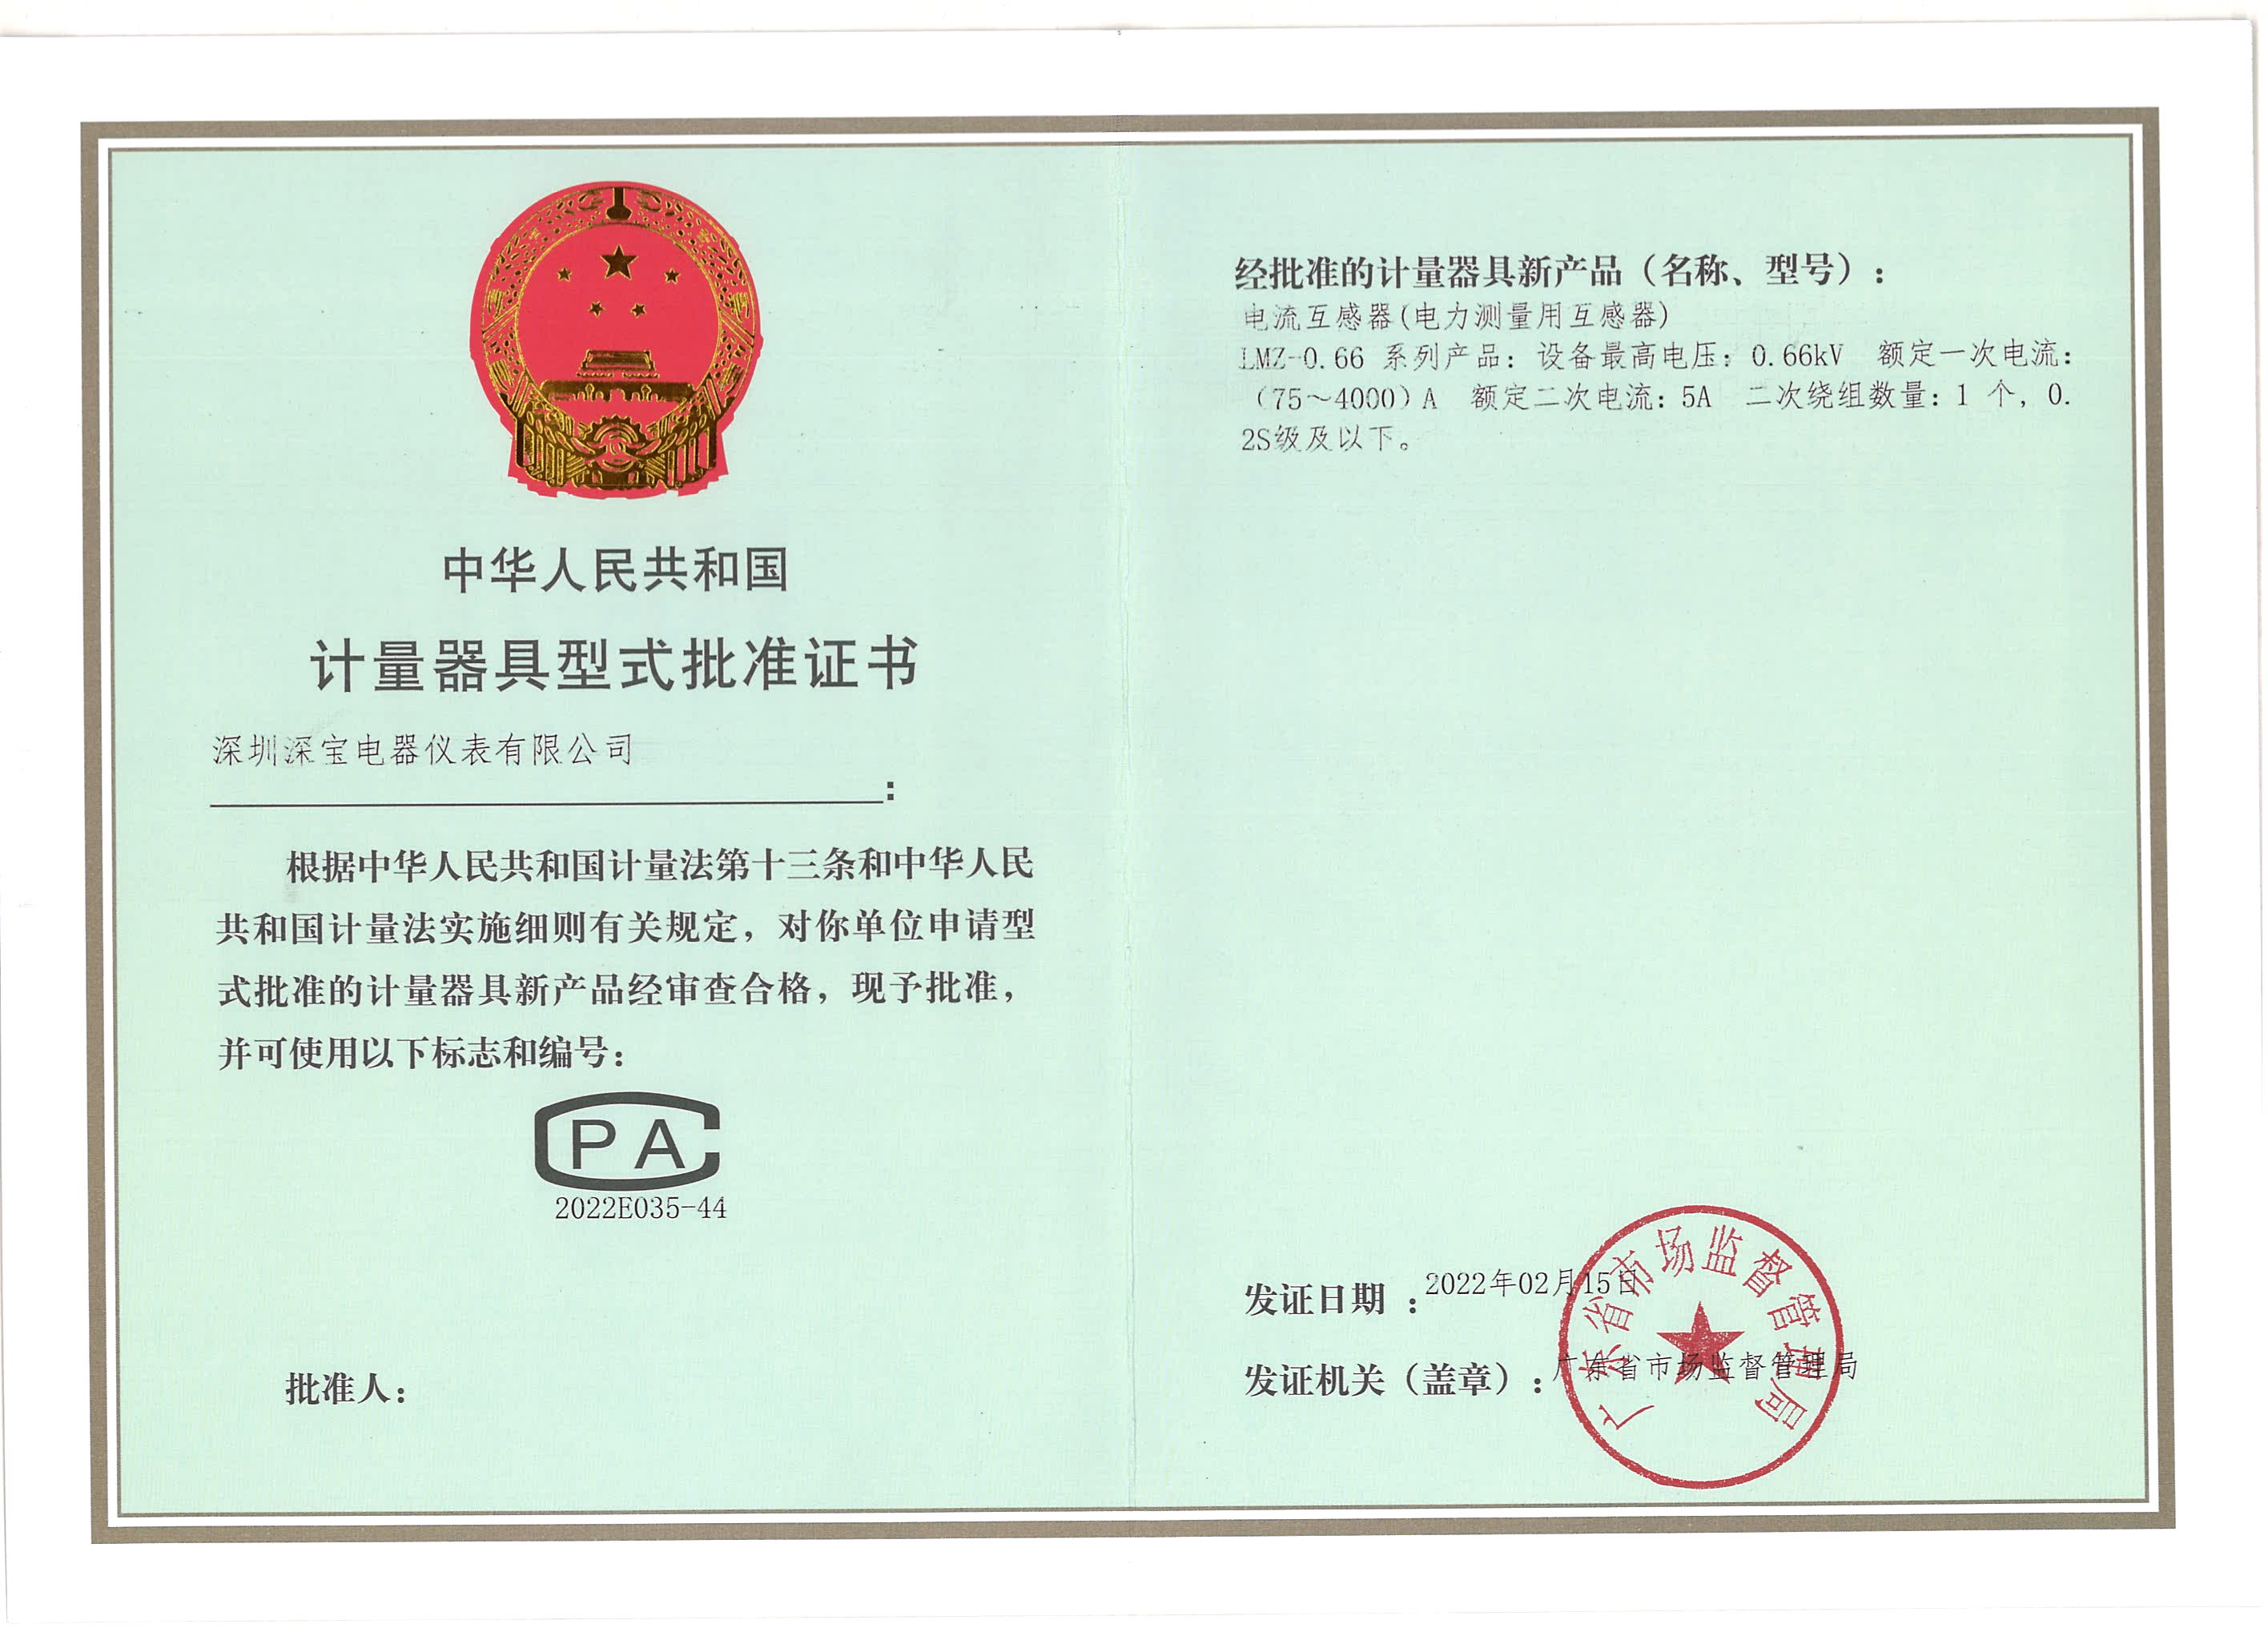 中华人民共和国
计量器具型式批准证书
深圳深宝电器仪表有限公司
：
根据中华人民共和国计量法第十三条和中华人民
共和国计量法实施细则有关规定，对你单位申请型
式批准的计量器具新产品经审查合格，现予批准，
并可使用以下标志和编号：
CPA
2022E035-44
批准人：
经批准的计量器具新产品（名称、型号）：
电流互感器(电力测量用互感器)
LMZ-0.66 系列产品：设备最高电压：0.66kV 额定一次电流：
（75～4000）A 额定二次电流：5A 二次绕组数量：1 个，0.
2S级及以下。
发证日期：2022年02月15日
发证机关（盖章）：广东省市场监督管理局
广东省市场监督管理局